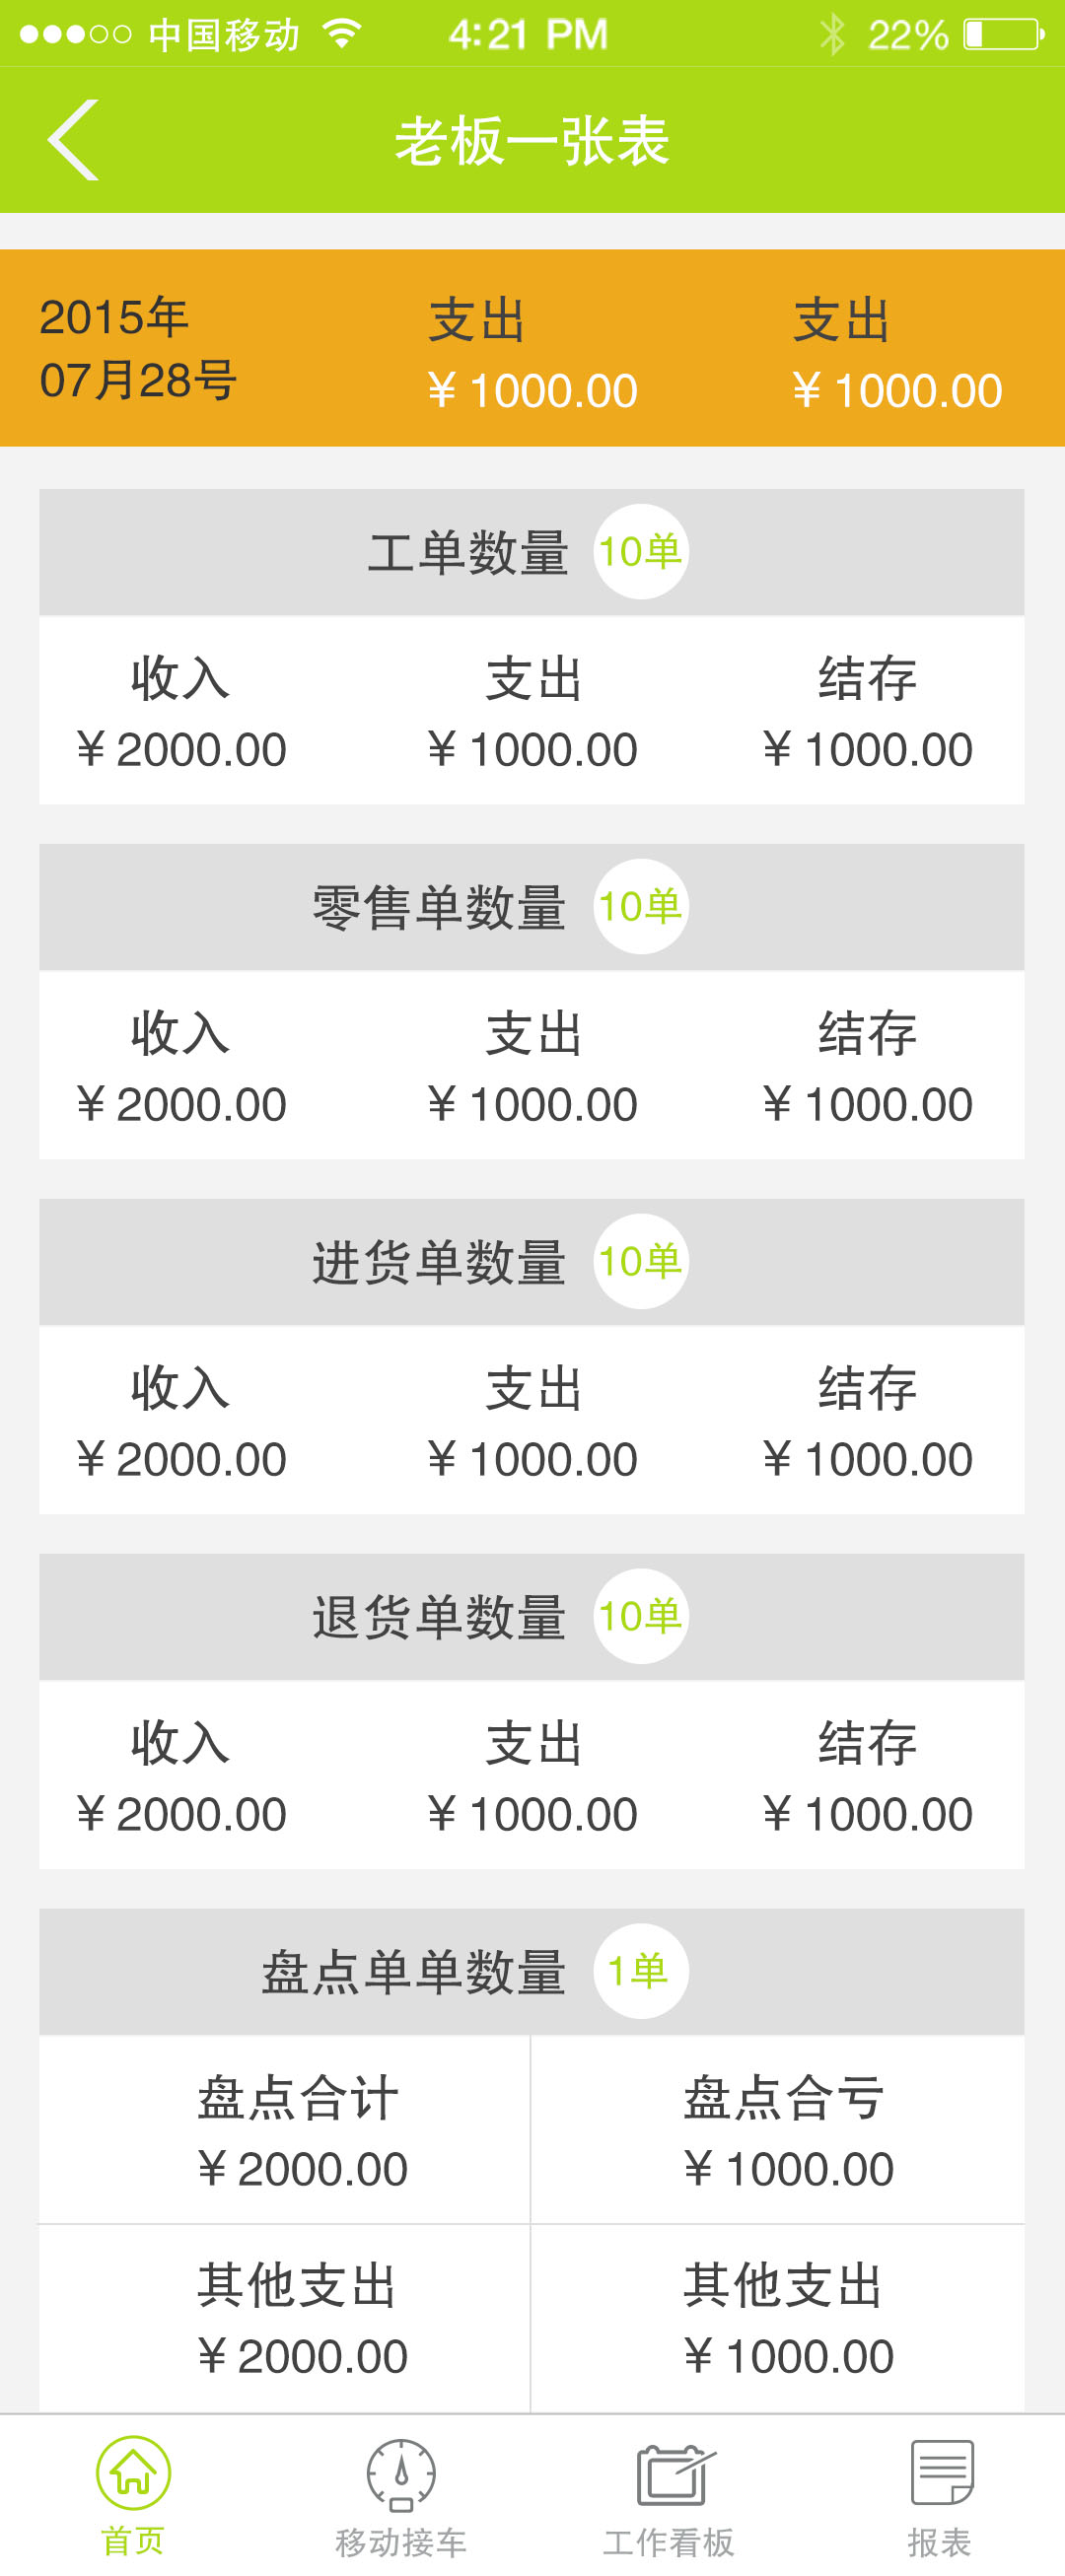 中国移动 4:21 PM 22%
老板一张表
2015年 支出 支出
07月28号 ¥1000.00 ¥1000.00
工单数量 10单
收入 支出 结存
¥2000.00 ¥1000.00 ¥1000.00
零售单数量 10单
收入 支出 结存
¥2000.00 ¥1000.00 ¥1000.00
进货单数量 10单
收入 支出 结存
¥2000.00 ¥1000.00 ¥1000.00
退货单数量 10单
收入 支出 结存
¥2000.00 ¥1000.00 ¥1000.00
盘点单单数量 1单
盘点合计 盘点合亏
¥2000.00 ¥1000.00
其他支出 其他支出
¥2000.00 ¥1000.00
首页 移动接车 工作看板 报表